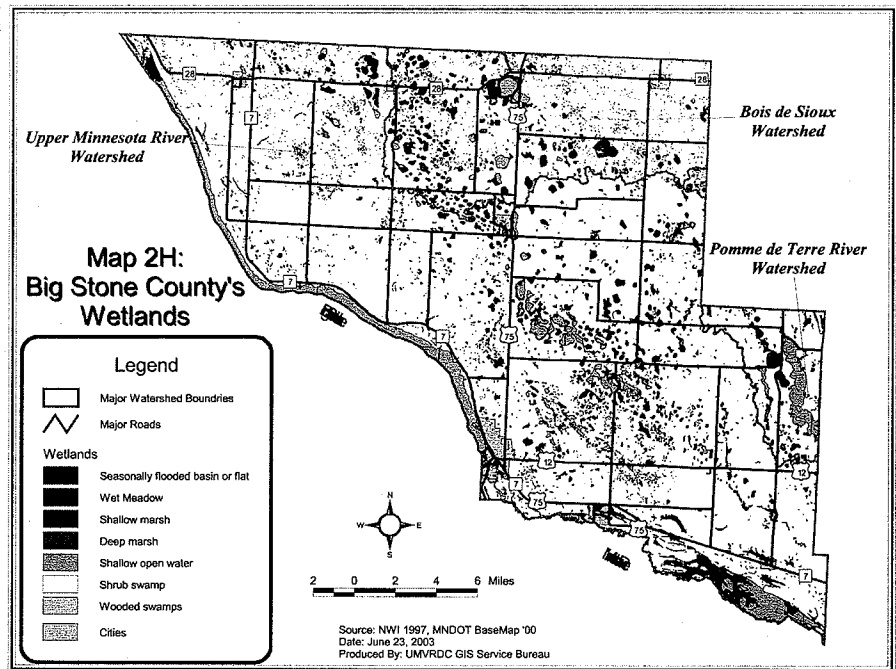 28
28
28
7
75
Upper Minnesota River
Watershed
Bois de Sioux
Watershed
Pomme de Terre River
Watershed
Map 2H:
Big Stone County's
Wetlands
7
7
75
12
12
7
75
75
7
Legend
Major Watershed Boundries
Major Roads
Wetlands
Seasonally flooded basin or flat
Wet Meadow
Shallow marsh
Deep marsh
Shallow open water
Shrub swamp
Wooded swamps
Cities
N
W E
S
2 0 2 4 6 Miles
Source: NWI 1997, MNDOT BaseMap '00
Date: June 23, 2003
Produced By: UMVRDC GIS Service Bureau